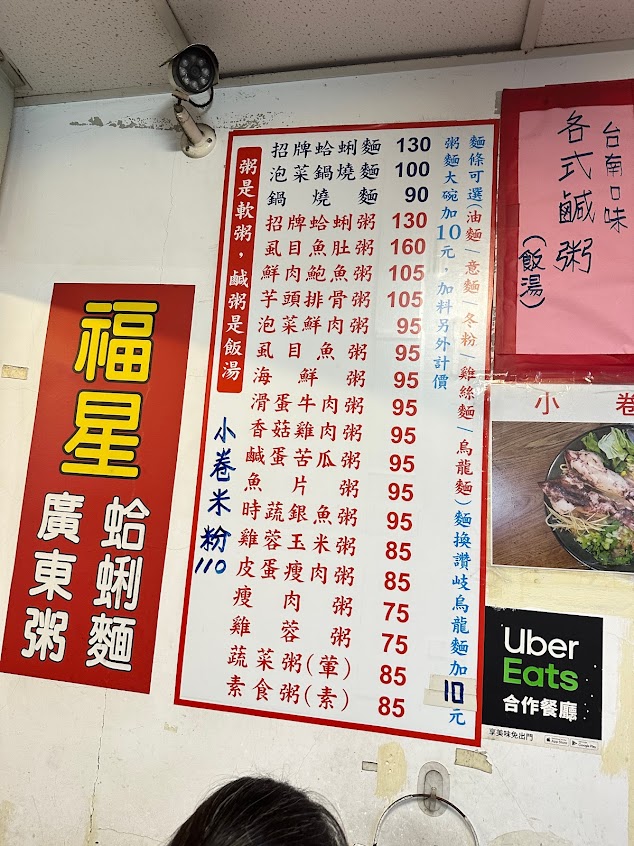 福星
蛤蜊麵
廣東粥
粥是軟粥，鹹粥是飯湯
小卷米粉
110
招牌蛤蜊麵 130
泡菜鍋燒麵 100
鍋燒麵 90
招牌蛤蜊粥 130
虱目魚肚粥 160
鮮肉鮑魚粥 105
芋頭排骨粥 105
泡菜鮮肉粥 95
虱目魚粥 95
海鮮粥 95
滑蛋牛肉粥 95
香菇雞肉粥 95
鹹蛋苦瓜粥 95
魚片粥 95
時蔬銀魚粥 95
雞蓉玉米粥 85
皮蛋瘦肉粥 85
瘦肉粥 75
雞蓉粥 75
蔬菜粥(葷) 85
素食粥(素) 85
麵條可選(油麵/意麵/冬粉/雞絲麵/烏龍麵)麵換讚岐烏龍麵加10元
粥麵大碗加10元，加料另外計價
台南口味
各式鹹粥
(飯湯)
小卷
Uber
Eats
合作餐廳
享美味免出門
App Store
Google Play